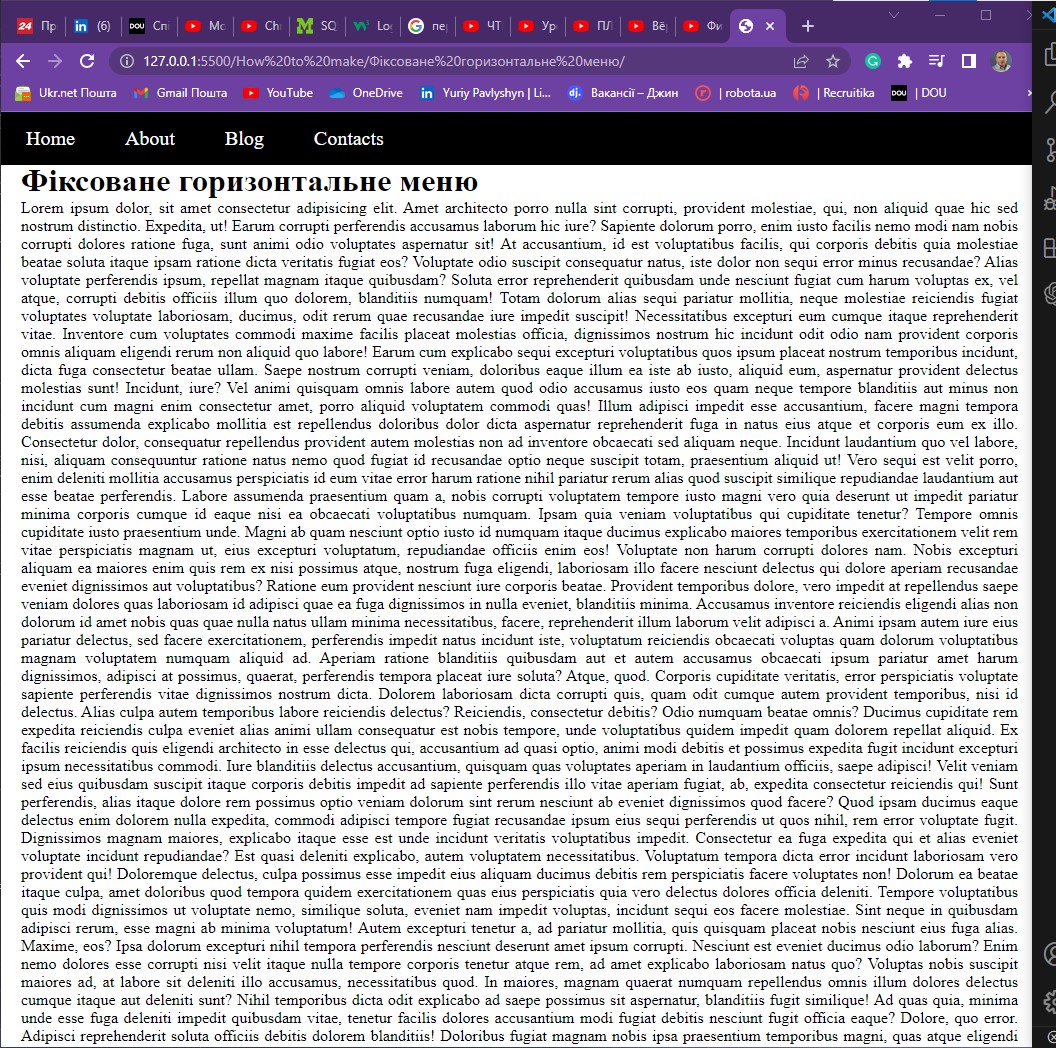 Пр (6) Сп Mc Ch SQ Lo пе ЧТ Ур ПЛ Вё Фи
127.0.0.1:5500/How%20to%20make/Фіксоване%20горизонтальне%20меню/
Ukr.net Пошта Gmail Пошта YouTube OneDrive Yuriy Pavlyshyn | Li... Вакансії – Джин | robota.ua | Recruitika | DOU
Home About Blog Contacts
Фіксоване горизонтальне меню
Lorem ipsum dolor, sit amet consectetur adipisicing elit. Amet architecto porro nulla sint corrupti, provident molestiae, qui, non aliquid quae hic sed
nostrum distinctio. Expedita, ut! Earum corrupti perferendis accusamus laborum hic iure? Sapiente dolorum porro, enim iusto facilis nemo modi nam nobis
corrupti dolores ratione fuga, sunt animi odio voluptates aspernatur sit! At accusantium, id est voluptatibus facilis, qui corporis debitis quia molestiae
beatae soluta itaque ipsam ratione dicta veritatis fugiat eos? Voluptate odio suscipit consequatur natus, iste dolor non sequi error minus recusandae? Alias
voluptate perferendis ipsum, repellat magnam itaque quibusdam? Soluta error reprehenderit quibusdam unde nesciunt fugiat cum harum voluptas ex, vel
atque, corrupti debitis officiis illum quo dolorem, blanditiis numquam! Totam dolorum alias sequi pariatur mollitia, neque molestiae reiciendis fugiat
voluptates voluptate laboriosam, ducimus, odit rerum quae recusandae iure impedit suscipit! Necessitatibus excepturi eum cumque itaque reprehenderit
vitae. Inventore cum voluptates commodi maxime facilis placeat molestias officia, dignissimos nostrum hic incidunt odit odio nam provident corporis
omnis aliquam eligendi rerum non aliquid quo labore! Earum cum explicabo sequi excepturi voluptatibus quos ipsum placeat nostrum temporibus incidunt,
dicta fuga consectetur beatae ullam. Saepe nostrum corrupti veniam, doloribus eaque illum ea iste ab iusto, aliquid eum, aspernatur provident delectus
molestias sunt! Incidunt, iure? Vel animi quisquam omnis labore autem quod odio accusamus iusto eos quam neque tempore blanditiis aut minus non
incidunt cum magni enim consectetur amet, porro aliquid voluptatem commodi quas! Illum adipisci impedit esse accusantium, facere magni tempora
debitis assumenda explicabo mollitia est repellendus doloribus dolor dicta aspernatur reprehenderit fuga in natus eius atque et corporis eum ex illo.
Consectetur dolor, consequatur repellendus provident autem molestias non ad inventore obcaecati sed aliquam neque. Incidunt laudantium quo vel labore,
nisi, aliquam consequuntur ratione natus nemo quod fugiat id recusandae optio neque suscipit totam, praesentium aliquid ut! Vero sequi est velit porro,
enim deleniti mollitia accusamus perspiciatis id eum vitae error harum ratione nihil pariatur rerum alias quod suscipit similique repudiandae laudantium aut
esse beatae perferendis. Labore assumenda praesentium quam a, nobis corrupti voluptatem tempore iusto magni vero quia deserunt ut impedit pariatur
minima corporis cumque id eaque nisi ea obcaecati voluptatibus numquam. Ipsam quia veniam voluptatibus qui cupiditate tenetur? Tempore omnis
cupiditate iusto praesentium unde. Magni ab quam nesciunt optio iusto id numquam itaque ducimus explicabo maiores temporibus exercitationem velit rem
vitae perspiciatis magnam ut, eius excepturi voluptatum, repudiandae officiis enim eos! Voluptate non harum corrupti dolores nam. Nobis excepturi
aliquam ea maiores enim quis rem ex nisi possimus atque, nostrum fuga eligendi, laboriosam illo facere nesciunt delectus qui dolore aperiam recusandae
eveniet dignissimos aut voluptatibus? Ratione eum provident nesciunt iure corporis beatae. Provident temporibus dolore, vero impedit at repellendus saepe
veniam dolores quas laboriosam id adipisci quae ea fuga dignissimos in nulla eveniet, blanditiis minima. Accusamus inventore reiciendis eligendi alias non
dolorum id amet nobis quas quae nulla natus ullam minima necessitatibus, facere, reprehenderit illum laborum velit adipisci a. Animi ipsam autem iure eius
pariatur delectus, sed facere exercitationem, perferendis impedit natus incidunt iste, voluptatum reiciendis obcaecati voluptas quam dolorum voluptatibus
magnam voluptatem numquam aliquid ad. Aperiam ratione blanditiis quibusdam aut et autem accusamus obcaecati ipsum pariatur amet harum
dignissimos, adipisci at possimus, quaerat, perferendis tempora placeat iure soluta? Atque, quod. Corporis cupiditate veritatis, error perspiciatis voluptate
sapiente perferendis vitae dignissimos nostrum dicta. Dolorem laboriosam dicta corrupti quis, quam odit cumque autem provident temporibus, nisi id
delectus. Alias culpa autem temporibus labore reiciendis delectus? Reiciendis, consectetur debitis? Odio numquam beatae omnis? Ducimus cupiditate rem
expedita reiciendis culpa eveniet alias animi ullam consequatur est nobis tempore, unde voluptatibus quidem impedit quam dolorem repellat aliquid. Ex
facilis reiciendis quis eligendi architecto in esse delectus qui, accusantium ad quasi optio, animi modi debitis et possimus expedita fugit incidunt excepturi
ipsum necessitatibus commodi. Iure blanditiis delectus accusantium, quisquam quas voluptates aperiam in laudantium officiis, saepe adipisci! Velit veniam
sed eius quibusdam suscipit itaque corporis debitis impedit ad sapiente perferendis illo vitae aperiam fugiat, ab, expedita consectetur reiciendis qui! Sunt
perferendis, alias itaque dolore rem possimus optio veniam dolorum sint rerum nesciunt ab eveniet dignissimos quod facere? Quod ipsam ducimus eaque
delectus enim dolorem nulla expedita, commodi adipisci tempore fugiat recusandae ipsum eius sequi perferendis ut quos nihil, rem error voluptate fugit.
Dignissimos magnam maiores, explicabo itaque esse est unde incidunt veritatis voluptatibus impedit. Consectetur ea fuga expedita qui et alias eveniet
voluptate incidunt repudiandae? Est quasi deleniti explicabo, autem voluptatem necessitatibus. Voluptatum tempora dicta error incidunt laboriosam vero
provident qui! Doloremque delectus, culpa possimus esse impedit eius aliquam ducimus debitis rem perspiciatis facere voluptates non! Dolorum ea beatae
itaque culpa, amet doloribus quod tempora quidem exercitationem quas eius perspiciatis quia vero delectus dolores officia deleniti. Tempore voluptatibus
quis modi dignissimos ut voluptate nemo, similique soluta, eveniet nam impedit voluptas, incidunt sequi eos facere molestiae. Sint neque in quibusdam
adipisci rerum, esse magni ab minima voluptatum! Autem excepturi tenetur a, ad pariatur mollitia, quis quisquam placeat nobis nesciunt eius fuga alias.
Maxime, eos? Ipsa dolorum excepturi nihil tempora perferendis nesciunt deserunt amet ipsum corrupti. Nesciunt est eveniet ducimus odio laborum? Enim
nemo dolores esse corrupti nisi velit itaque nulla tempore corporis tenetur atque rem, ad amet explicabo laboriosam natus quo? Voluptas nobis suscipit
maiores ad, at labore sit deleniti illo accusamus, necessitatibus quod. In maiores, magnam quaerat numquam repellendus omnis illum dolores delectus
cumque itaque aut deleniti sunt? Nihil temporibus dicta odit explicabo ad saepe possimus sit aspernatur, blanditiis fugit similique! Ad quas quia, minima
unde esse fuga deleniti impedit quibusdam vitae, tenetur facilis dolores accusantium modi fugiat debitis nesciunt fugit officia eaque? Dolore, quo error.
Adipisci reprehenderit soluta officiis debitis dolorem blanditiis! Doloribus fugiat magnam nobis ipsa praesentium temporibus magni, quas atque eligendi